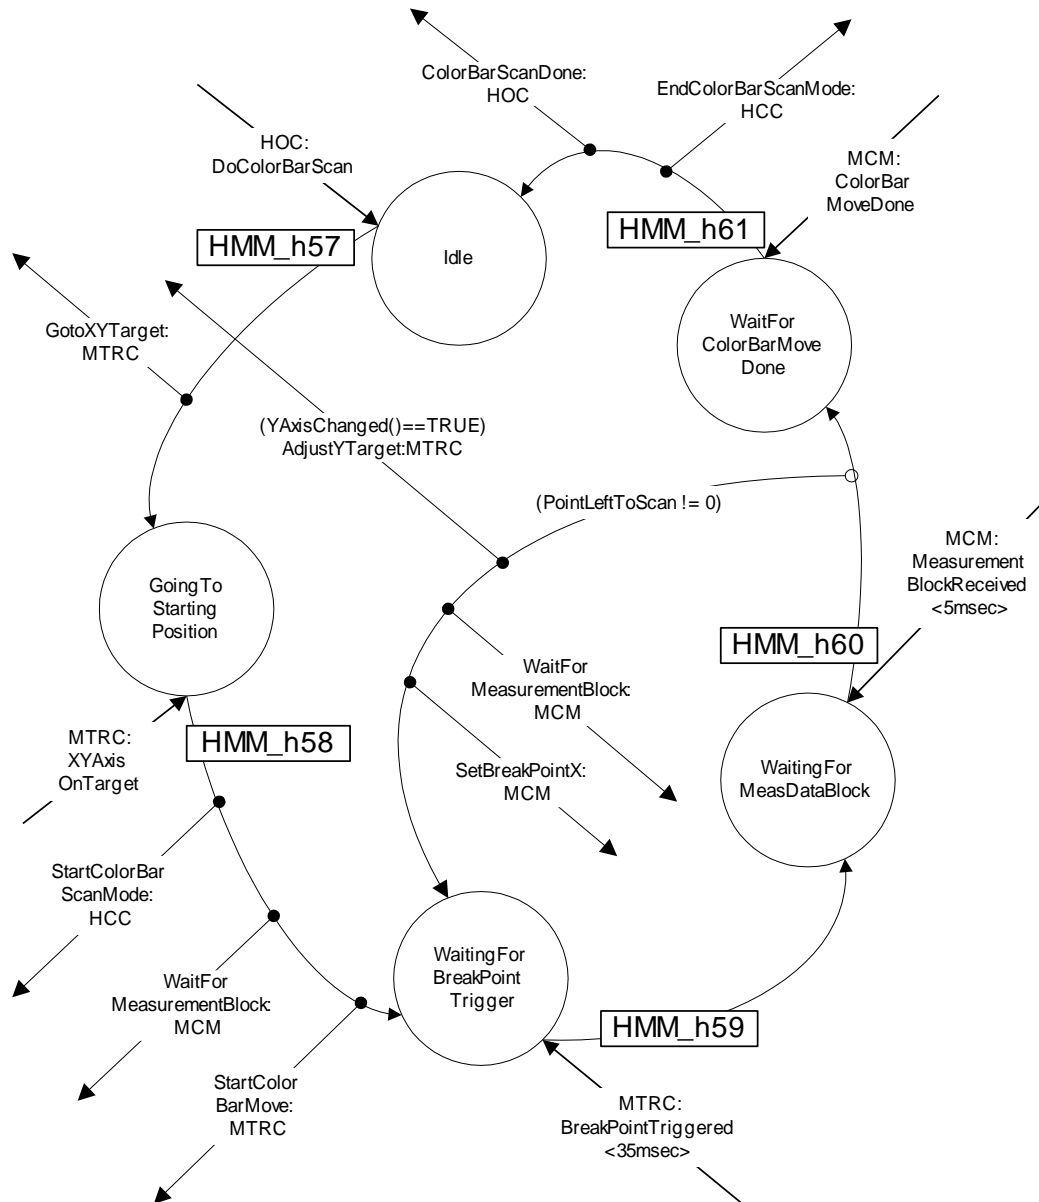 ColorBarScanDone:
HOC
EndColorBarScanMode:
HCC
HOC:
DoColorBarScan
MCM:
ColorBar
MoveDone
HMM_h57
HMM_h61
Idle
GotoXYTarget:
MTRC
WaitFor
ColorBarMove
Done
(YAxisChanged()==TRUE)
AdjustYTarget:MTRC
(PointLeftToScan != 0)
MCM:
Measurement
BlockReceived
<5msec>
GoingTo
Starting
Position
HMM_h60
WaitFor
MeasurementBlock:
MCM
MTRC:
XYAxis
OnTarget
HMM_h58
SetBreakPointX:
MCM
WaitingFor
MeasDataBlock
StartColorBar
ScanMode:
HCC
WaitingFor
BreakPoint
Trigger
WaitFor
MeasurementBlock:
MCM
HMM_h59
StartColor
BarMove:
MTRC
MTRC:
BreakPointTriggered
<35msec>